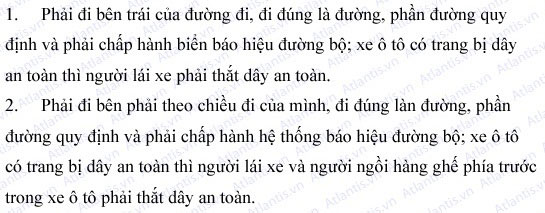 1. Phải đi bên trái của đường đi, đi đúng là đường, phần đường quy
định và phải chấp hành biển báo hiệu đường bộ; xe ô tô có trang bị dây
an toàn thì người lái xe phải thắt dây an toàn.
2. Phải đi bên phải theo chiều đi của mình, đi đúng làn đường, phần
đường quy định và phải chấp hành hệ thống báo hiệu đường bộ; xe ô tô
có trang bị dây an toàn thì người lái xe và người ngồi hàng ghế phía trước
trong xe ô tô phải thắt dây an toàn.